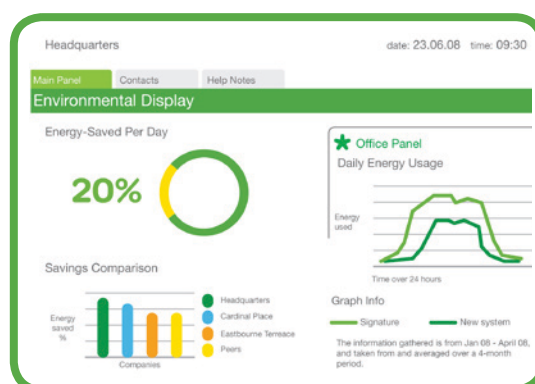 Headquarters
date: 23.06.08 time: 09:30
Main Panel
Contacts
Help Notes
Environmental Display
Energy-Saved Per Day
20%
Office Panel
Daily Energy Usage
Energy
used
Time over 24 hours
Savings Comparison
Energy
saved
%
Companies
Headquarters
Cardinal Place
Eastbourne Terreace
Peers
Graph Info
Signature
New system
The information gathered is from Jan 08 - April 08,
and taken from and averaged over a 4-month
period.